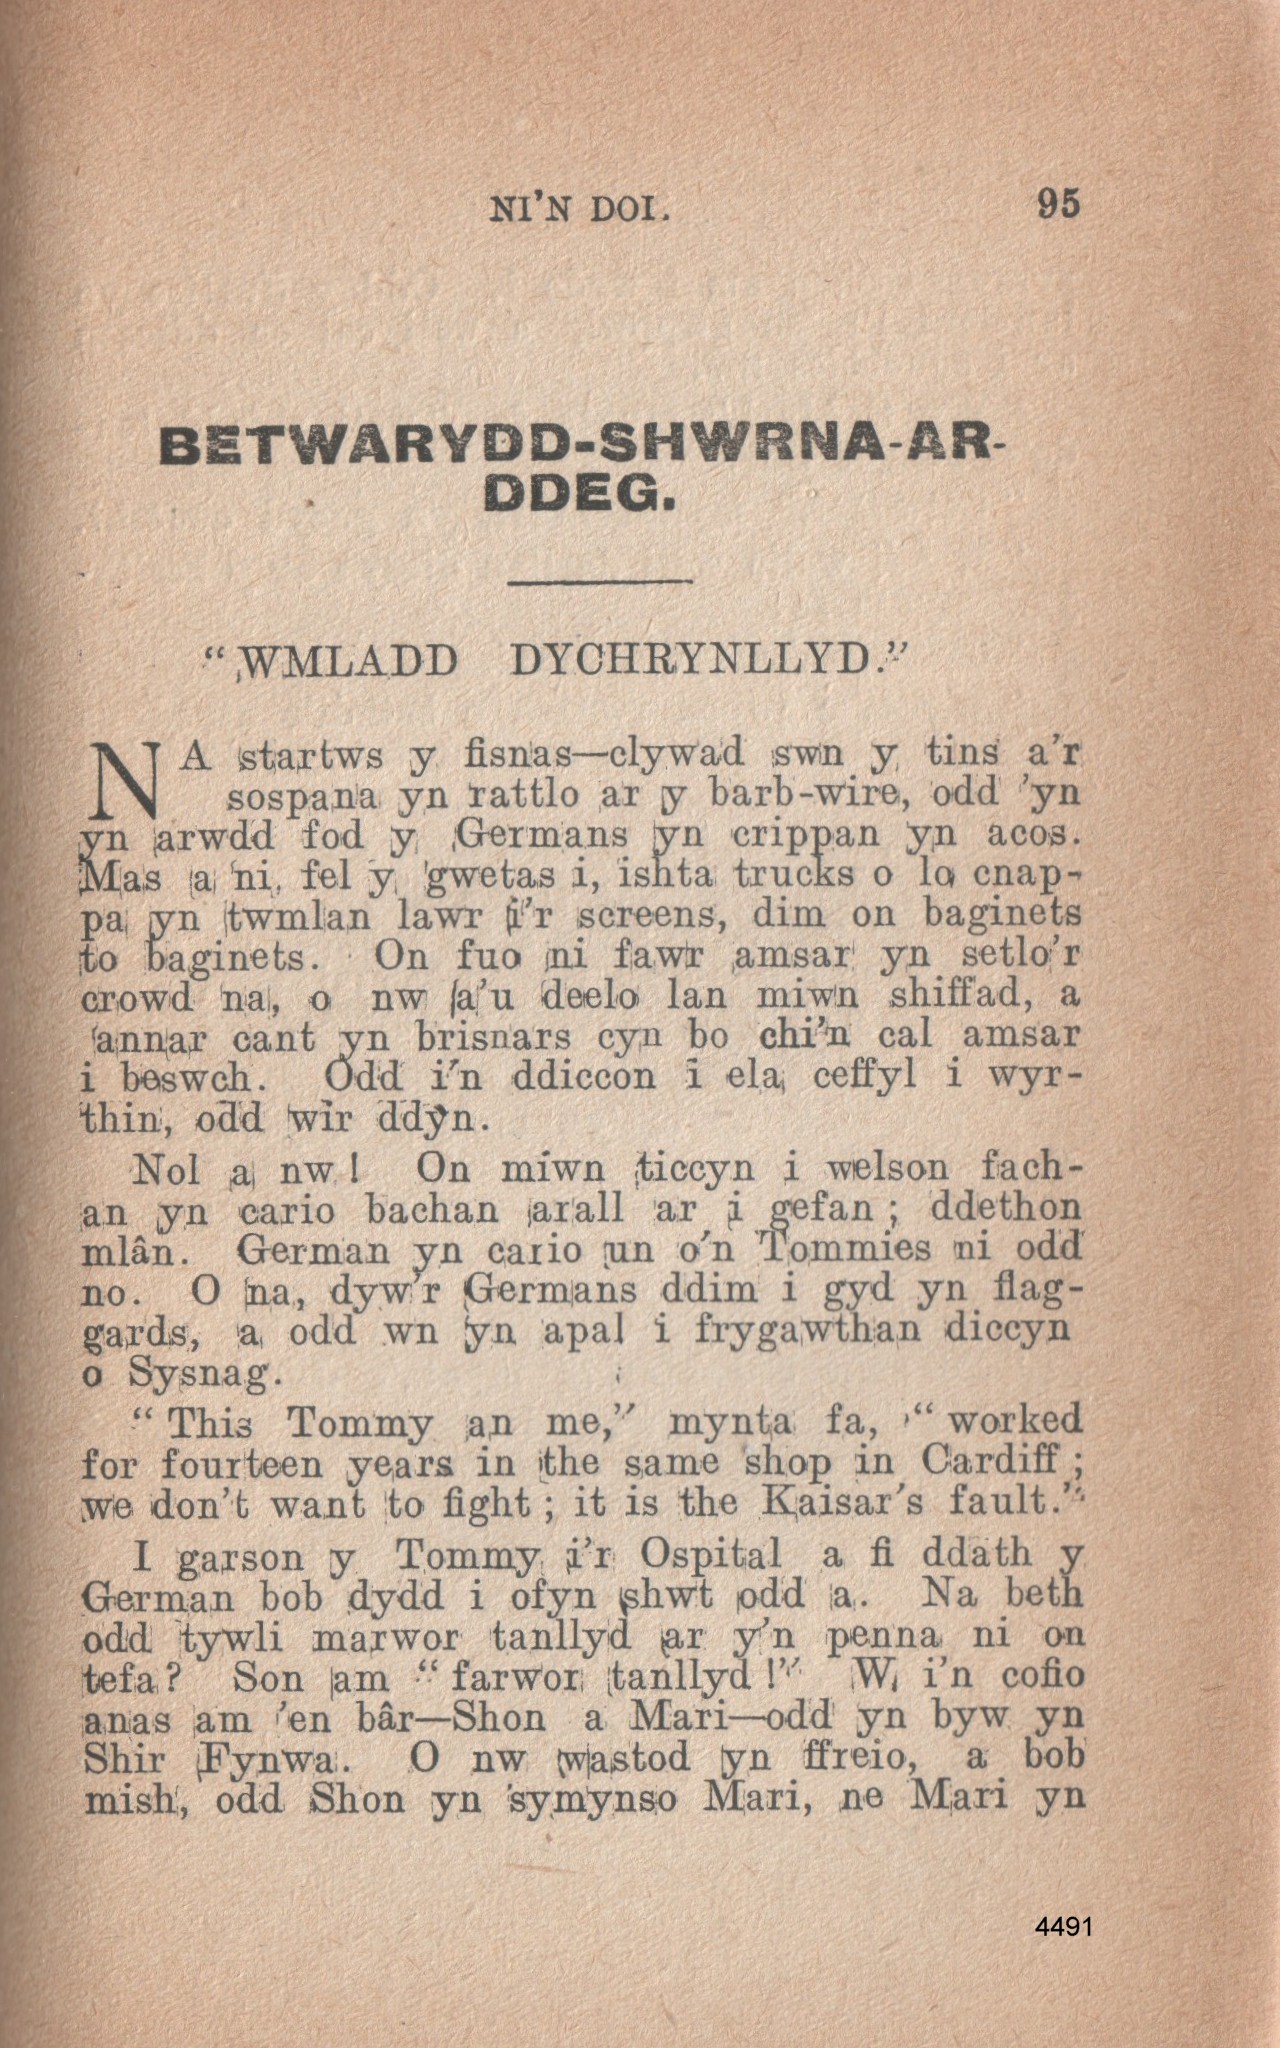 NI'N DOI. 95
BETWARYDD-SHWRNA-AR-
DDEG.
“WMLADD DYCHRYNLLYD.”
NA startws y fisnas—clywad swn y tins a'r
sospana yn rattlo ar y barb-wire, odd 'yn
yn arwdd fod y Germans yn crippan yn acos.
Mas a ni, fel y gwetas i, ishta trucks o lo cnap-
pa yn twmlan lawr i'r screens, dim on baginets
to baginets. On fuo ni fawr amsar yn setlo'r
crowd na, o nw a'u deelo lan miwn shiffad, a
'annar cant yn brisnars cyn bo chi'n cal amsar
i beswch. Odd i'n ddiccon i ela ceffyl i wyr-
thin, odd wir ddŷn.
Nol a nw! On miwn ticcyn i welson fach-
an yn cario bachan arall ar i gefan; ddethon
mlân. German yn cario un o'n Tommies ni odd
no. O na, dyw'r Germans ddim i gyd yn flag-
gards, a odd wn yn apal i frygawthan diccyn
o Sysnag.
“This Tommy an me,” mynta fa, “worked
for fourteen years in the same shop in Cardiff;
we don't want to fight; it is the Kaisar's fault.”
I garson y Tommy i'r Ospital a fi ddath y
German bob dydd i ofyn shwt odd a. Na beth
odd tywli marwor tanllyd ar y'n penna ni on
tefa? Son am “farwor tanllyd!” W i'n cofio
anas am 'en bâr—Shon a Mari—odd yn byw yn
Shir Fynwa. O nw wastod yn ffreio, a bob
mish, odd Shon yn symynso Mari, ne Mari yn
4491